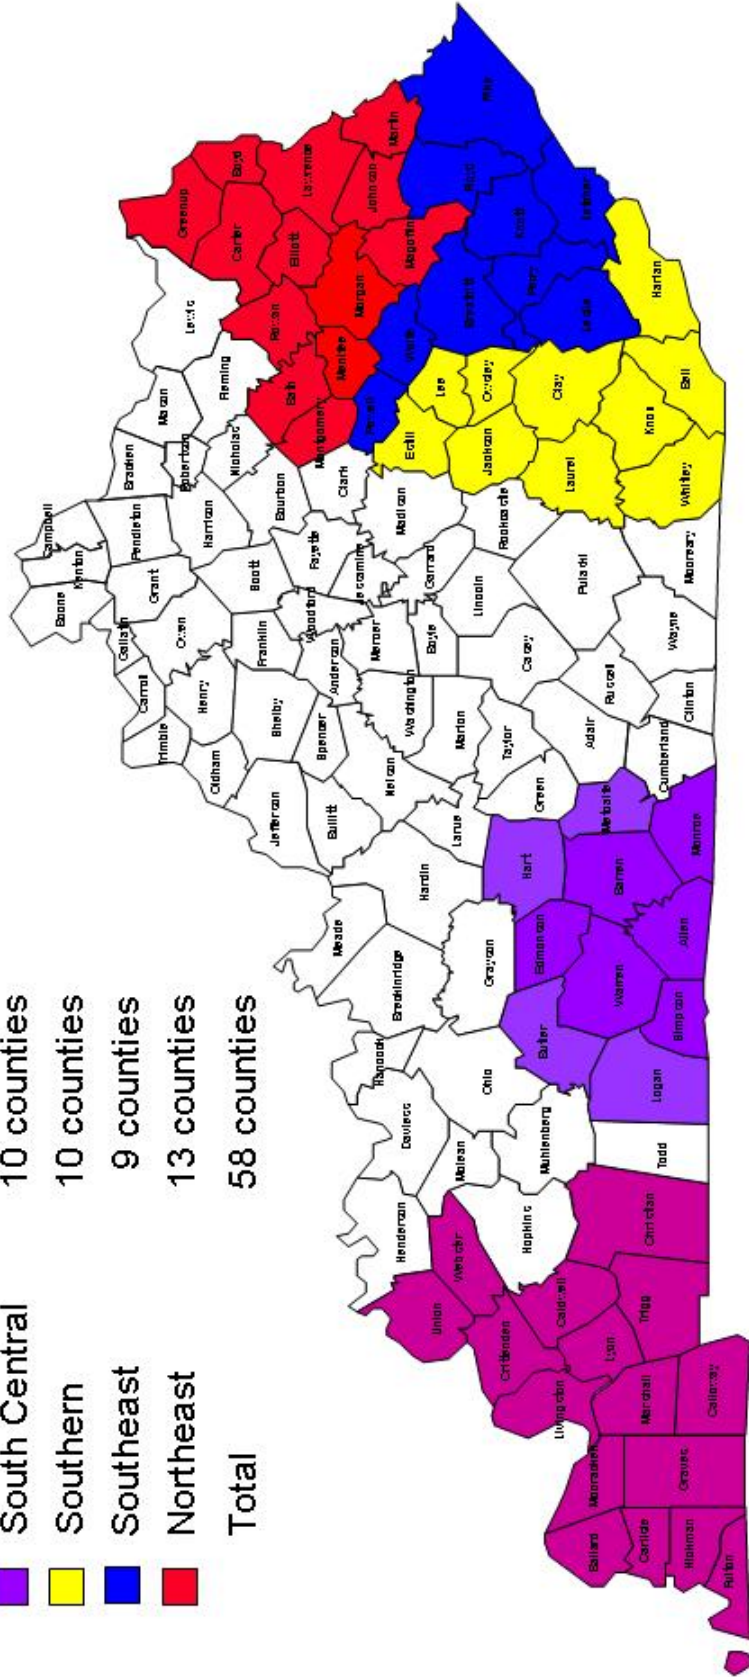 South Central 10 counties
Southern 10 counties
Southeast 9 counties
Northeast 13 counties
Total 58 counties
Boone
Kenton
Campbell
Gallatin
Grant
Pendleton
Bracken
Mason
Lewis
Greenup
Carroll
Trimble
Owen
Harrison
Robertson
Fleming
Carter
Boyd
Oldham
Henry
Franklin
Scott
Bourbon
Nicholas
Rowan
Elliott
Lawrence
Jefferson
Shelby
Anderson
Woodford
Fayette
Clark
Montgomery
Bath
Menifee
Morgan
Johnson
Martin
Meade
Bullitt
Spencer
Mercer
Jessamine
Madison
Powell
Wolfe
Magoffin
Hancock
Breckinridge
Hardin
Nelson
Washington
Boyle
Garrard
Estill
Lee
Breathitt
Floyd
Pike
Henderson
Daviess
Union
Webster
Mclean
Ohio
Grayson
Larue
Marion
Lincoln
Rockcastle
Jackson
Owsley
Perry
Knott
Letcher
Crittenden
Hopkins
Muhlenberg
Butler
Edmonson
Hart
Green
Taylor
Casey
Pulaski
Laurel
Clay
Leslie
Harlan
Livingston
Caldwell
Lyon
Christian
Todd
Logan
Warren
Barren
Metcalfe
Adair
Russell
Wayne
Knox
Bell
Ballard
Mccracken
Marshall
Trigg
Simpson
Allen
Monroe
Cumberland
Clinton
Mccreary
Whitley
Carlisle
Graves
Calloway
Hickman
Fulton